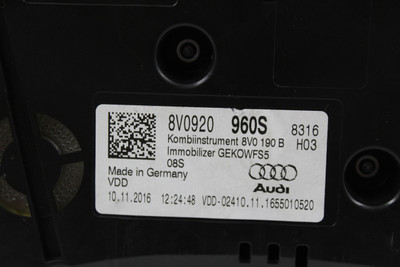 8V0920 960S 8316
Kombiinstrument 8V0 190 B H03
Immobilizer GEKOWFS5
08S
Made in Germany
VDD Audi
10.11.2016 12:24:48 VDD-02410.11.1655010520